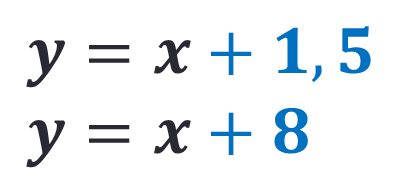 y = x + 1,5
y = x + 8